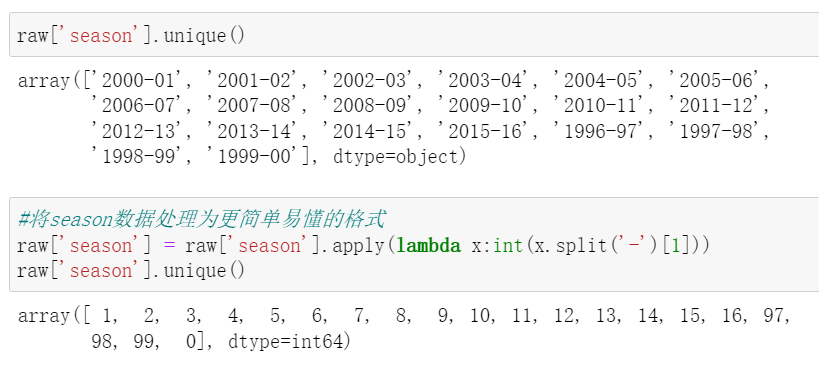 raw['season'].unique()
array(['2000-01', '2001-02', '2002-03', '2003-04', '2004-05', '2005-06',
'2006-07', '2007-08', '2008-09', '2009-10', '2010-11', '2011-12',
'2012-13', '2013-14', '2014-15', '2015-16', '1996-97', '1997-98',
'1998-99', '1999-00'], dtype=object)
#将season数据处理为更简单易懂的格式
raw['season'] = raw['season'].apply(lambda x:int(x.split('-')[1]))
raw['season'].unique()
array([ 1,  2,  3,  4,  5,  6,  7,  8,  9, 10, 11, 12, 13, 14, 15, 16, 97,
98, 99,  0], dtype=int64)